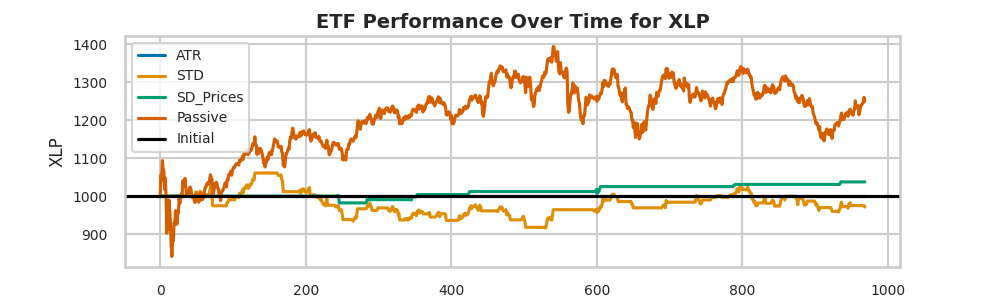 ETF Performance Over Time for XLP
XLP
1400
1300
1200
1100
1000
900
ATR
STD
SD_Prices
Passive
Initial
0
200
400
600
800
1000